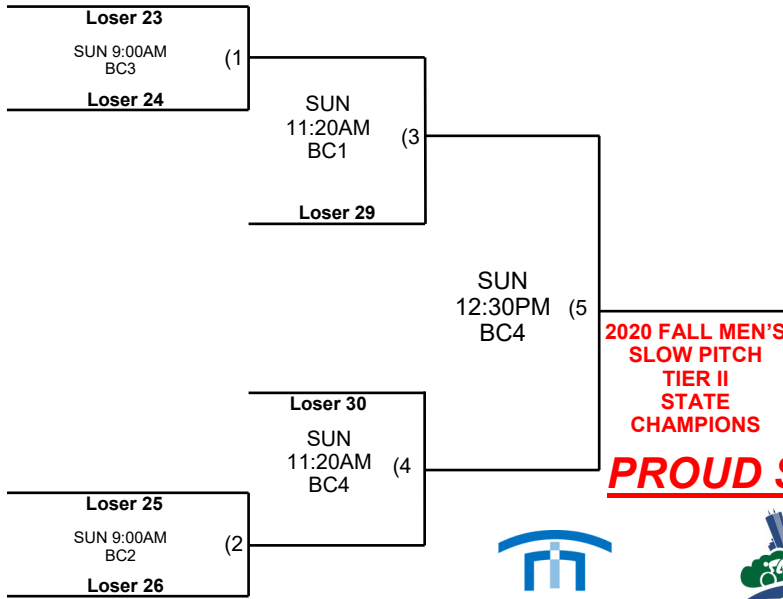 Loser 23
SUN 9:00AM
BC3
(1
Loser 24
SUN
11:20AM
BC1
(3
Loser 29
SUN
12:30PM
BC4
(5
2020 FALL MEN'S
SLOW PITCH
TIER II
STATE
CHAMPIONS
Loser 30
SUN
11:20AM
BC4
(4
PROUD S
Loser 25
SUN 9:00AM
BC2
(2
Loser 26